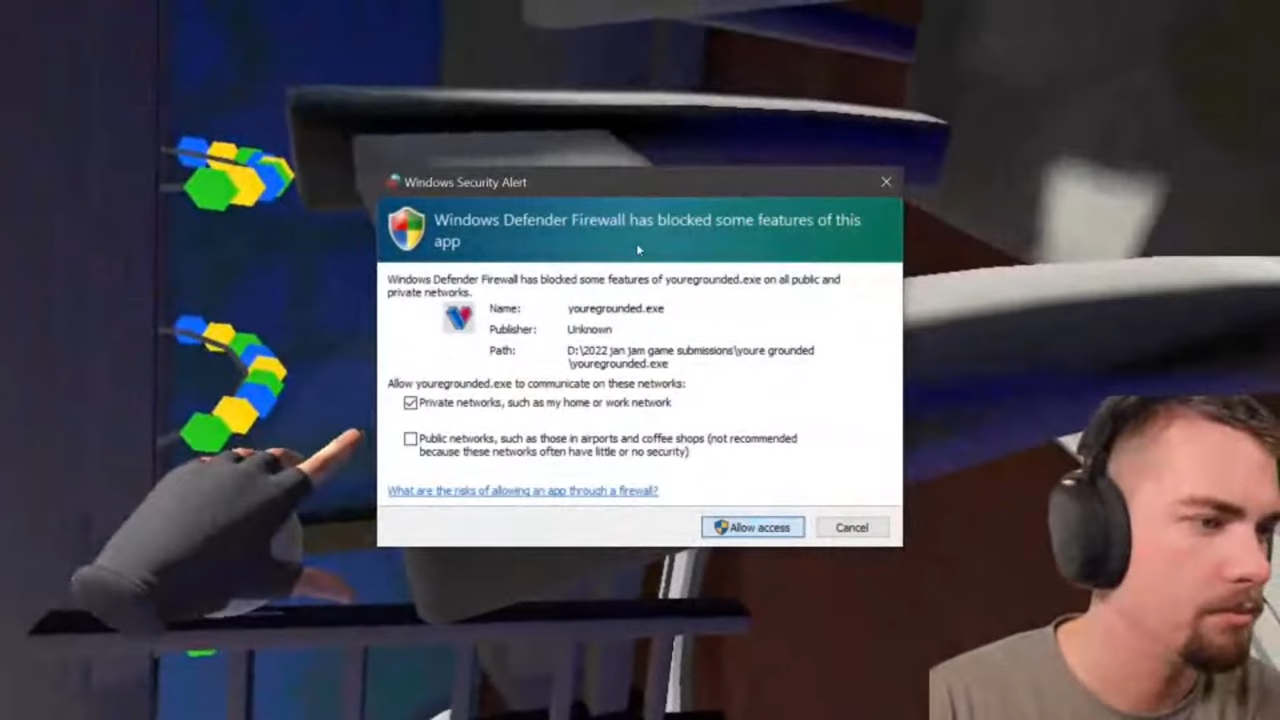 Windows Security Alert
Windows Defender Firewall has blocked some features of this
app
Windows Defender Firewall has blocked some features of youregrounded.exe on all public and
private networks.
Name: youregrounded.exe
Publisher: Unknown
Path: D:\2022 jan jam game submissions\youre grounded
\youregrounded.exe
Allow youregrounded.exe to communicate on these networks:
Private networks, such as my home or work network
Public networks, such as those in airports and coffee shops (not recommended
because these networks often have little or no security)
What are the risks of allowing an app through a firewall?
Allow access Cancel